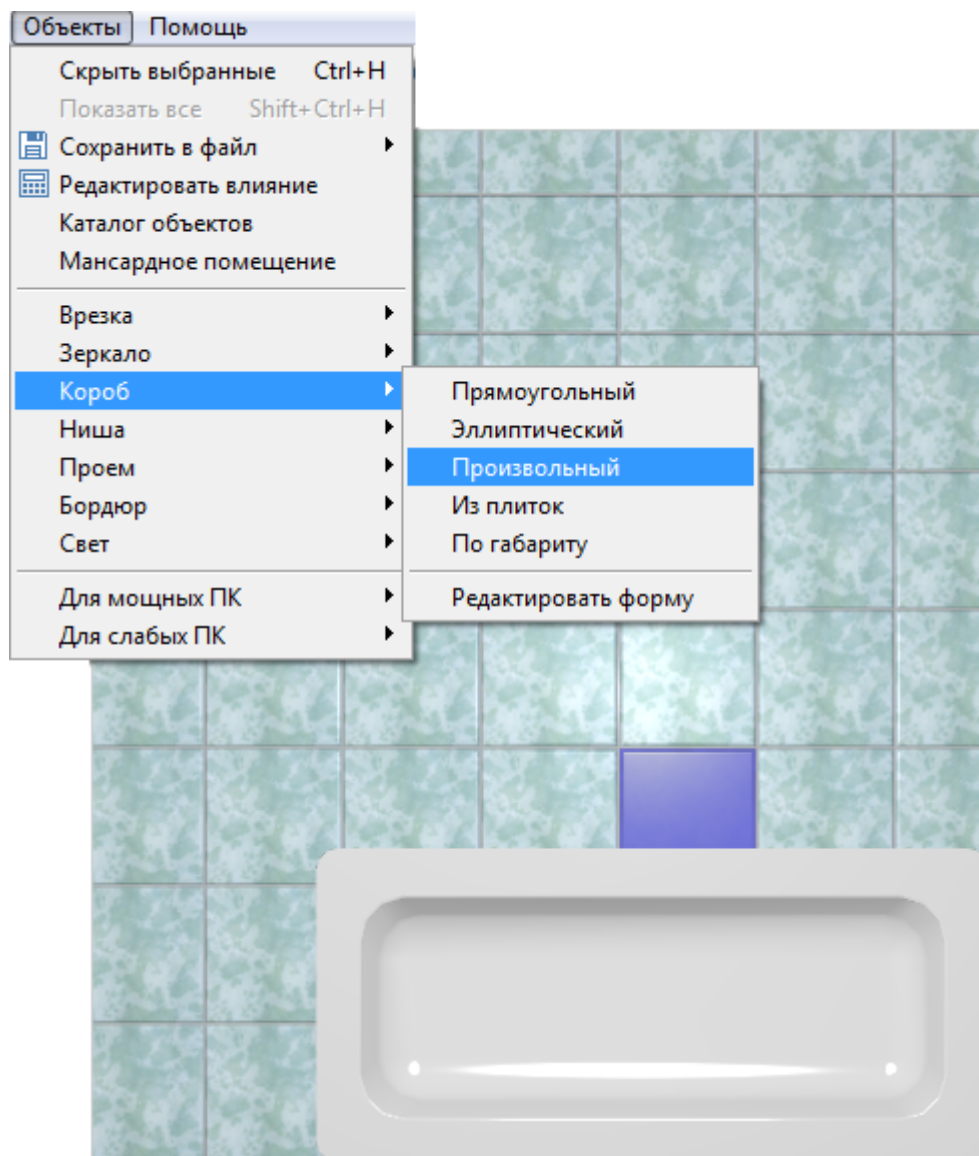 Объекты Помощь
Скрыть выбранные Ctrl+H
Показать все Shift+Ctrl+H
Сохранить в файл
Редактировать влияние
Каталог объектов
Мансардное помещение
Врезка
Зеркало
Короб
Ниша
Проем
Бордюр
Свет
Для мощных ПК
Для слабых ПК
Прямоугольный
Эллиптический
Произвольный
Из плиток
По габариту
Редактировать форму